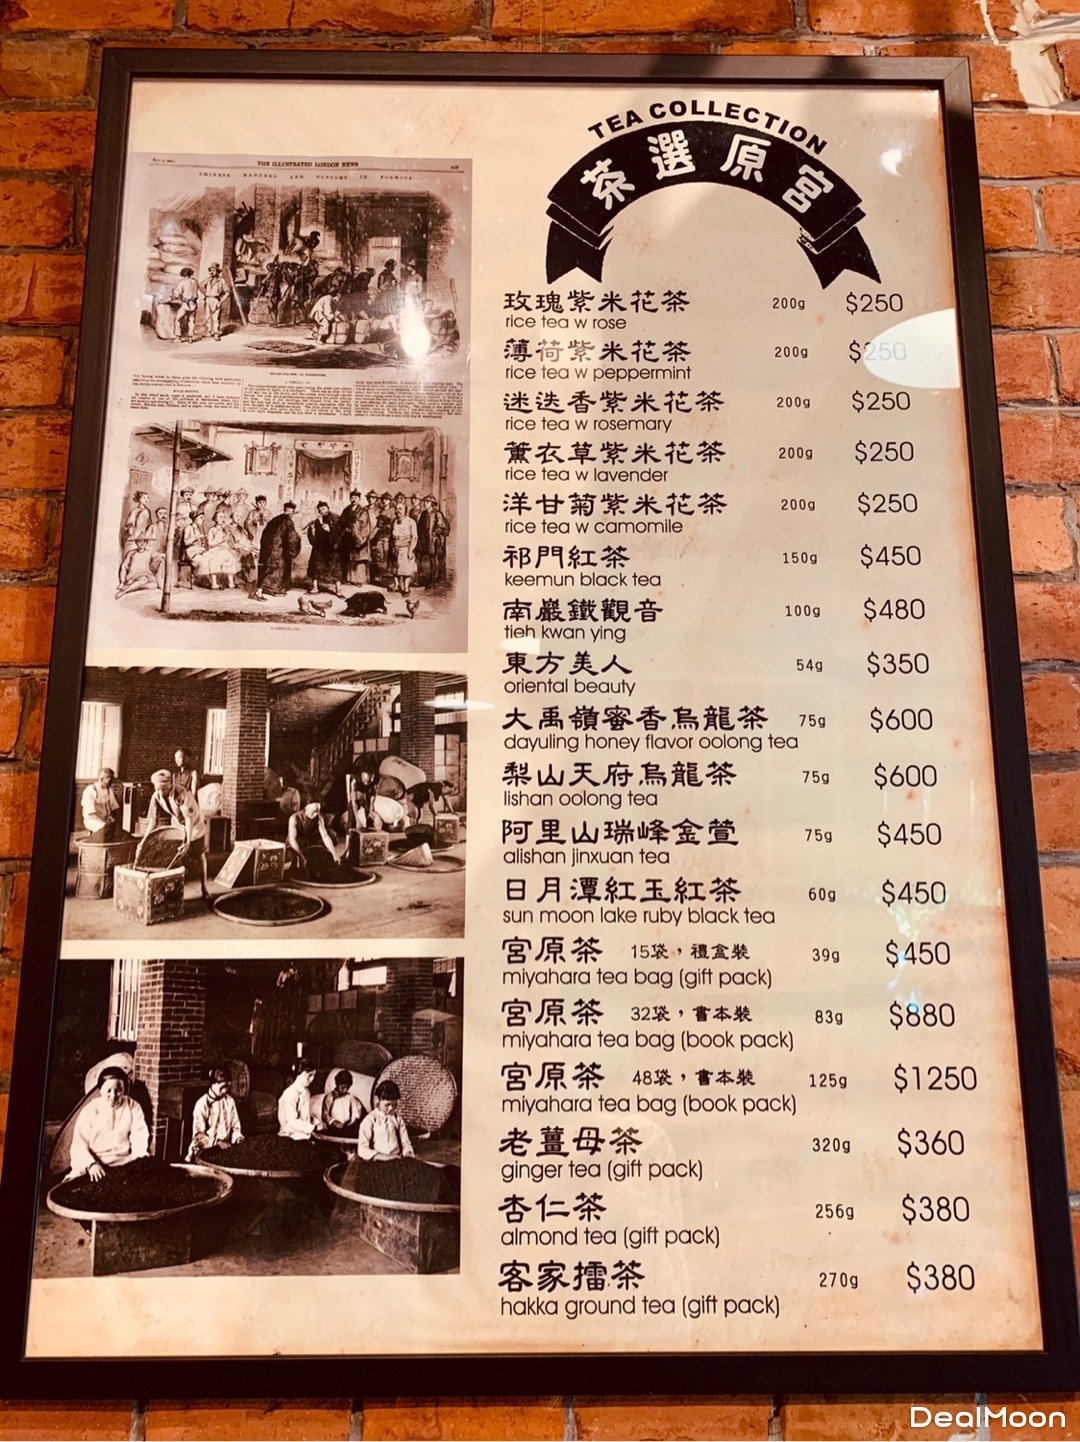 TEA COLLECTION
茶選原宮
THE ILLUSTRATED LONDON NEWS
CHINESE MANNERS AND CUSTOMS IN FORMOSA
玫瑰紫米花茶 200g $250
rice tea w rose
薄荷紫米花茶 200g $250
rice tea w peppermint
迷迭香紫米花茶 200g $250
rice tea w rosemary
薰衣草紫米花茶 200g $250
rice tea w lavender
洋甘菊紫米花茶 200g $250
rice tea w camomile
祁門紅茶 150g $450
keemun black tea
南巖鐵觀音 100g $480
tieh kwan ying
東方美人 54g $350
oriental beauty
大禹嶺蜜香烏龍茶 75g $600
dayuling honey flavor oolong tea
梨山天府烏龍茶 75g $600
lishan oolong tea
阿里山瑞峰金萱 75g $450
alishan jinxuan tea
日月潭紅玉紅茶 60g $450
sun moon lake ruby black tea
宮原茶 15袋，禮盒裝 39g $450
miyahara tea bag (gift pack)
宮原茶 32袋，書本裝 83g $880
miyahara tea bag (book pack)
宮原茶 48袋，書本裝 125g $1250
miyahara tea bag (book pack)
老薑母茶 320g $360
ginger tea (gift pack)
杏仁茶 256g $380
almond tea (gift pack)
客家擂茶 270g $380
hakka ground tea (gift pack)
DealMoon